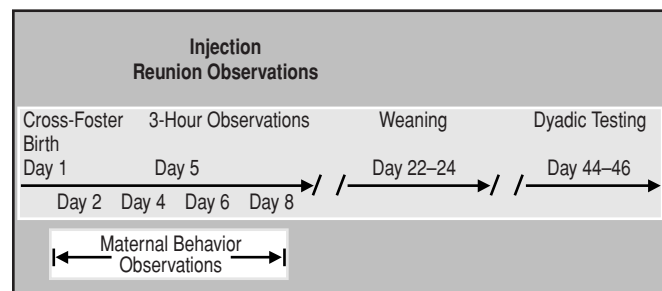 Injection
Reunion Observations
Cross-Foster 3-Hour Observations Weaning Dyadic Testing
Birth
Day 1 Day 5 Day 22–24 Day 44–46
Day 2 Day 4 Day 6 Day 8
Maternal Behavior
Observations